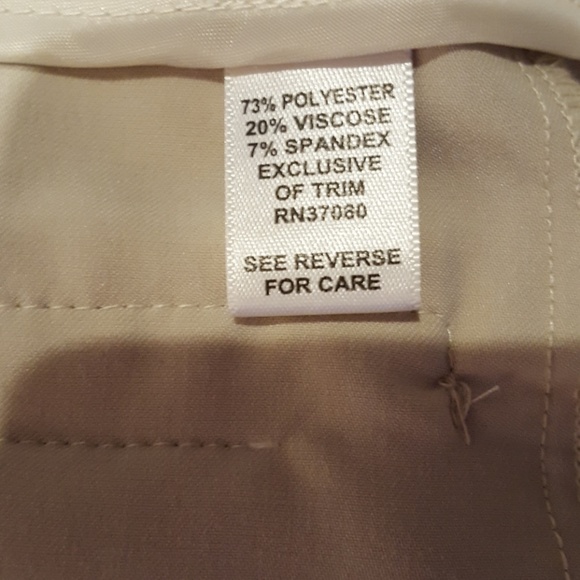 73% POLYESTER
20% VISCOSE
7% SPANDEX
EXCLUSIVE
OF TRIM
RN37080
SEE REVERSE
FOR CARE